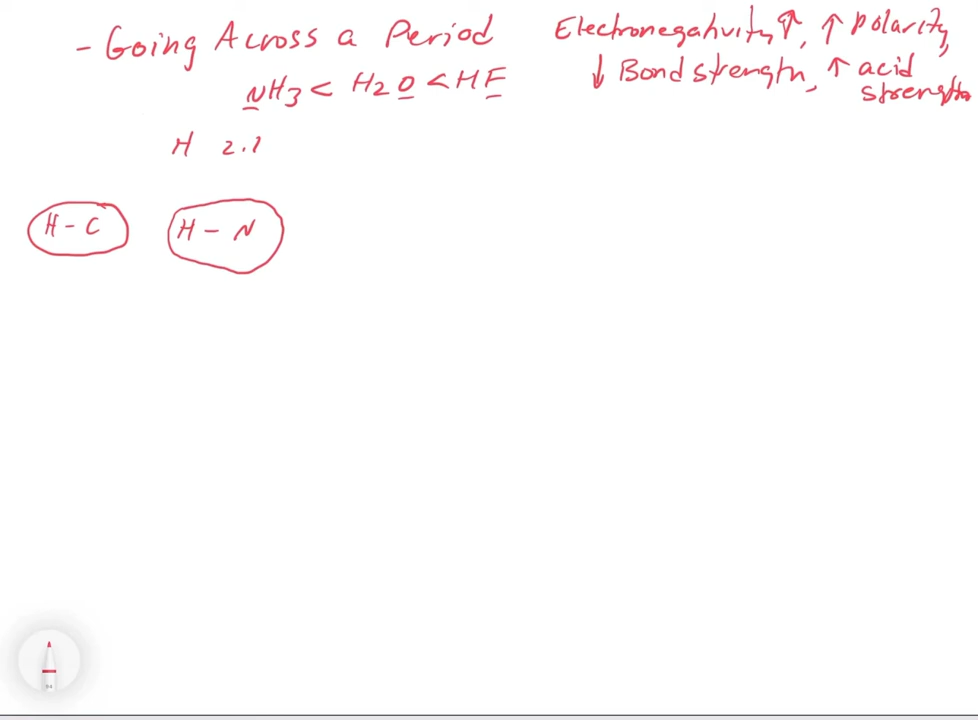 - Going Across a Period
NH3 < H2O < HF
H 2.1
H - C
H - N
Electronegativity ↑, ↑ Polarity,
↓ Bond strength, ↑ acid
strength